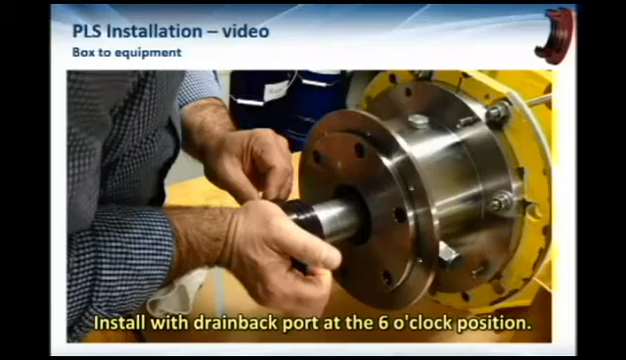 PLS Installation – video
Box to equipment
Install with drainback port at the 6 o'clock position.